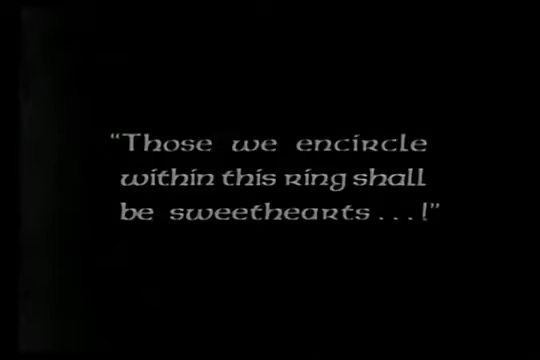 "Those we encircle
within this ring shall
be sweethearts...!"